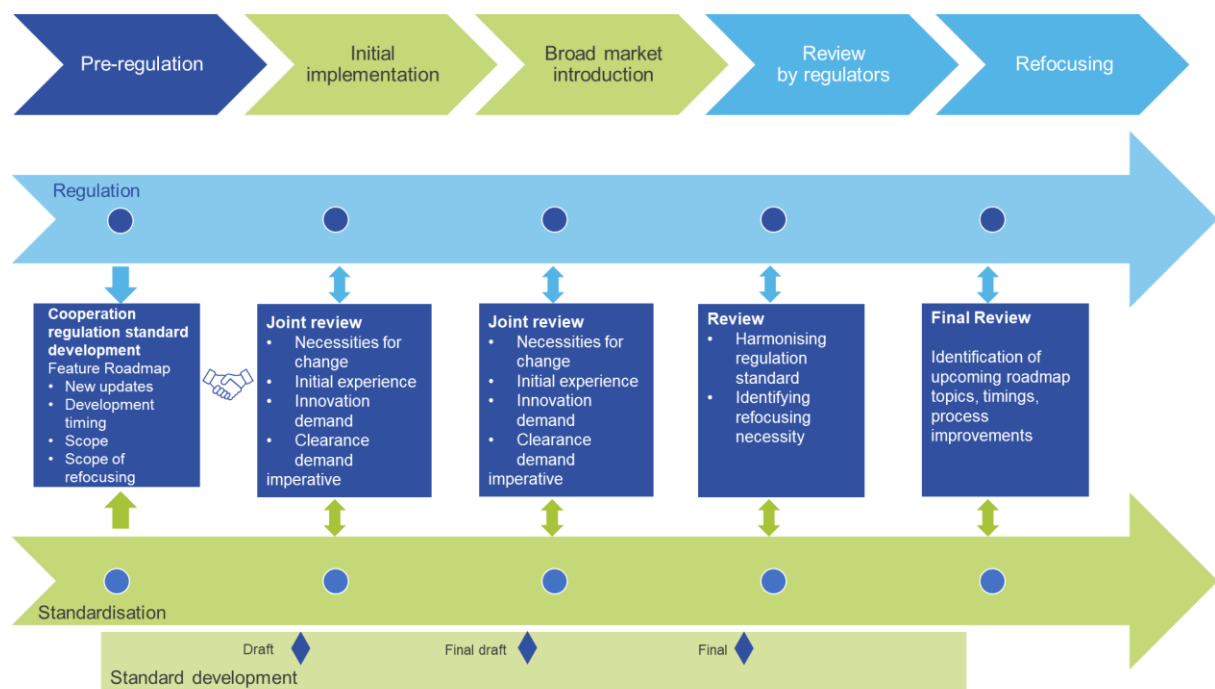 Pre-regulation
Initial
implementation
Broad market
introduction
Review
by regulators
Refocusing
Regulation
Cooperation
regulation standard
development
Feature Roadmap
• New updates
• Development
timing
• Scope
• Scope of
refocusing
Joint review
• Necessities for
change
• Initial experience
• Innovation
demand
• Clearance
demand
imperative
Joint review
• Necessities for
change
• Initial experience
• Innovation
demand
• Clearance
demand
imperative
Review
• Harmonising
regulation
standard
• Identifying
refocusing
necessity
Final Review
Identification of
upcoming roadmap
topics, timings,
process
improvements
Standardisation
Draft
Final draft
Final
Standard development